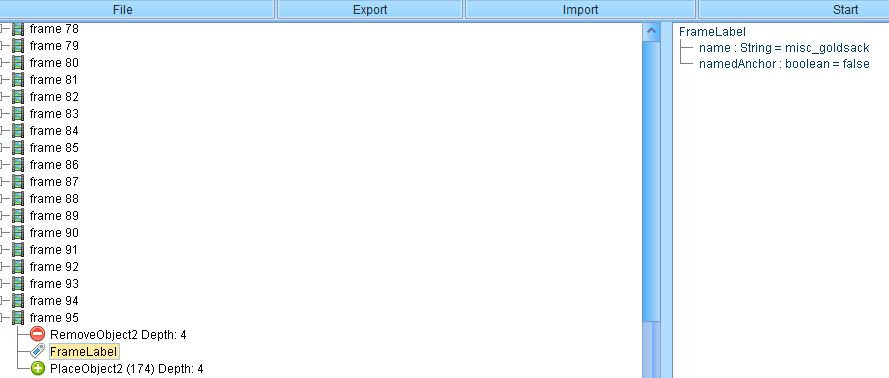 File Export Import Start
frame 78
frame 79
frame 80
frame 81
frame 82
frame 83
frame 84
frame 85
frame 86
frame 87
frame 88
frame 89
frame 90
frame 91
frame 92
frame 93
frame 94
frame 95
RemoveObject2 Depth: 4
FrameLabel
PlaceObject2 (174) Depth: 4
FrameLabel
name : String = misc_goldsack
namedAnchor : boolean = false